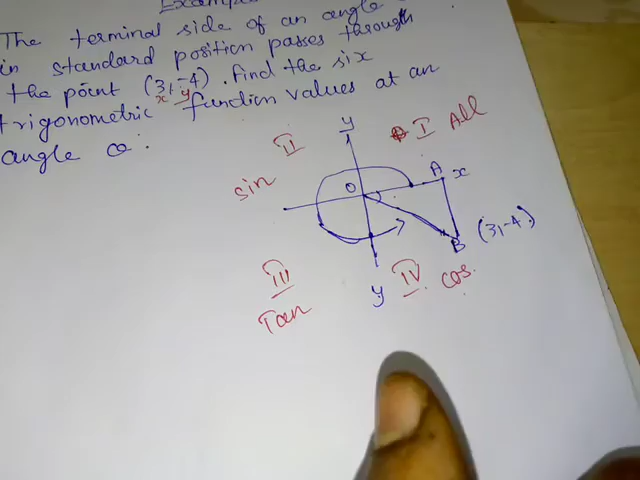 Example
The terminal side of an angle θ
in standard position passes through
the point (3,-4). Find the six
x y
trigonometric function values at an
angle θ.
y
II
I All
sin
O
A
x
B (3,-4)
III
IV cos.
y
Tan